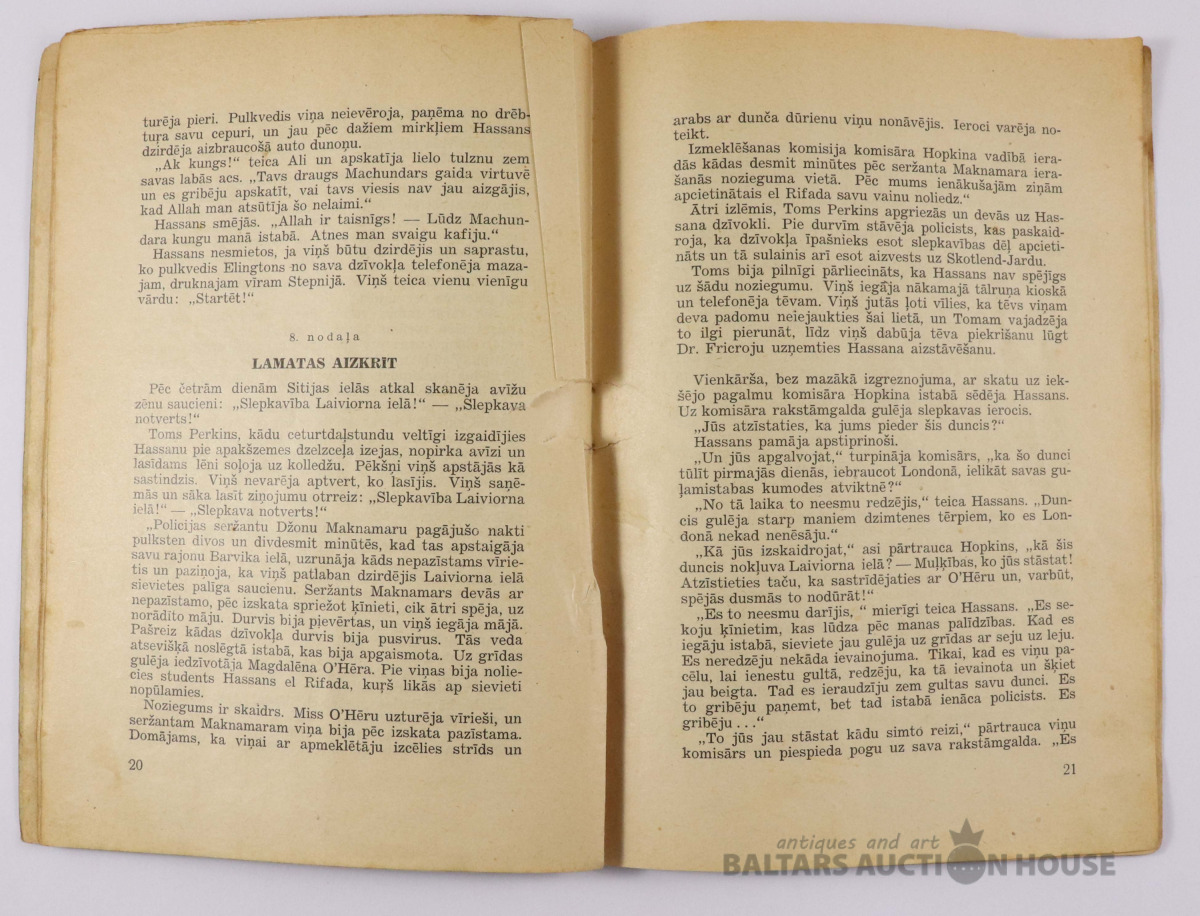 turēja pieri. Pulkvedis viņa neievēroja, paņēma no drēb-
tura savu cepuri, un jau pēc dažiem mirkļiem Hassans
dzirdēja aizbraucošā auto dunoņu.
„Ak kungs!“ teica Ali un apskatīja lielo tulznu zem
savas labās acs. „Tavs draugs Machundars gaida virtuvē
un es gribēju apskatīt, vai tavs viesis nav jau aizgājis,
kad Allah man atsūtīja šo nelaimi.“
Hassans smējās. „Allah ir taisnīgs! — Lūdz Machun-
dara kungu manā istabā. Atnes man svaigu kafiju.“
Hassans nesmietos, ja viņš būtu dzirdējis un saprastu,
ko pulkvedis Elingtons no sava dzīvokļa telefonēja maza-
jam, druknajam vīram Stepnijā. Viņš teica vienu vienīgu
vārdu: „Startēt!“
8. nodaļa
LAMATAS AIZKRĪT
Pēc četrām dienām Sitijas ielās atkal skanēja avīžu
zēnu saucieni: „Slepkavība Laiviorna ielā!“ — „Slepkava
notverts!“
Toms Perkins, kādu ceturtdaļstundu veltīgi izgaidījies
Hassanu pie apakšzemes dzelzceļa izejas, nopirka avīzi un
lasīdams lēni soļoja uz kolledžu. Pēkšņi viņš apstājās kā
sastindzis. Viņš nevarēja aptvert, ko lasījis. Viņš saņē-
mās un sāka lasīt ziņojumu otrreiz: „Slepkavība Laiviorna
ielā!“ — „Slepkava notverts!“
„Policijas seržantu Džonu Maknamaru pagājušo nakti
pulksten divos un divdesmit minūtēs, kad tas apstaigāja
savu rajonu Barvika ielā, uzrunāja kāds nepazīstams vīrie-
tis un paziņoja, ka viņš patlaban dzirdējis Laiviorna ielā
sievietes palīga saucienu. Seržants Maknamars devās ar
nepazīstamo, pēc izskata spriežot ķīnieti, cik ātri spēja, uz
norādīto māju. Durvis bija pievērtas, un viņš iegāja mājā.
Pašreiz kādas dzīvokļa durvis bija pusvirus. Tās veda
atsevišķā noslēgtā istabā, kas bija apgaismota. Uz grīdas
gulēja iedzīvotāja Magdalēna O'Hēra. Pie viņas bija nolie-
cies students Hassans el Rifada, kuŗš likās ap sievieti
nopūlamies.
Noziegums ir skaidrs. Miss O'Hēru uzturēja vīrieši, un
seržantam Maknamaram viņa bija pēc izskata pazīstama.
Domājams, ka viņai ar apmeklētāju izcēlies strīds un
20
arabs ar dunča dūrienu viņu nonāvējis. Ieroci varēja no-
teikt.
Izmeklēšanas komisija komisāra Hopkina vadībā iera-
dās kādas desmit minūtes pēc seržanta Maknamara iera-
šanās nozieguma vietā. Pēc mums ienākušajām ziņām
apcietinātais el Rifada savu vainu noliedz.“
Ātri izlēmis, Toms Perkins apgriezās un devās uz Has-
sana dzīvokli. Pie durvīm stāvēja policists, kas paskaid-
roja, ka dzīvokļa īpašnieks esot slepkavības dēļ apcieti-
nāts un tā sulainis arī esot aizvests uz Skotlend-Jardu.
Toms bija pilnīgi pārliecināts, ka Hassans nav spējīgs
uz šādu noziegumu. Viņš iegāja nākamajā tālruņa kioskā
un telefonēja tēvam. Viņš jutās ļoti vīlies, ka tēvs viņam
deva padomu neiejaukties šai lietā, un Tomam vajadzēja
to ilgi pierunāt, līdz viņš dabūja tēva piekrišanu lūgt
Dr. Fricroju uzņemties Hassana aizstāvēšanu.
Vienkārša, bez mazākā izgreznojuma, ar skatu uz iek-
šējo pagalmu komisāra Hopkina istabā sēdēja Hassans.
Uz komisāra rakstāmgalda gulēja slepkavas ierocis.
„Jūs atzīstaties, ka jums pieder šis duncis?“
Hassans pamāja apstiprinoši.
„Un jūs apgalvojat,“ turpināja komisārs, „ka šo dunci
tūlīt pirmajās dienās, iebraucot Londonā, ielikāt savas gu-
ļamistabas kumodes atviktnē?“
„No tā laika to neesmu redzējis,“ teica Hassans. „Dun-
cis gulēja starp maniem dzimtenes tērpiem, ko es Lon-
donā nekad nenēsāju.“
„Kā jūs izskaidrojat,“ asi pārtrauca Hopkins, „kā šis
duncis nokļuva Laiviorna ielā? — Muļķības, ko jūs stāstat!
Atzīstieties taču, ka sastrīdējaties ar O'Hēru un, varbūt,
spējās dusmās to nodūrāt!“
„Es to neesmu darījis, “ mierīgi teica Hassans. „Es se-
koju ķīnietim, kas lūdza pēc manas palīdzības. Kad es
iegāju istabā, sieviete jau gulēja uz grīdas ar seju uz leju.
Es neredzēju nekāda ievainojuma. Tikai, kad es viņu pa-
cēlu, lai ienestu gultā, redzēju, ka tā ievainota un šķiet
jau beigta. Tad es ieraudzīju zem gultas savu dunci. Es
to gribēju paņemt, bet tad istabā ienāca policists. Es
gribēju . . .“
„To jūs jau stāstat kādu simto reizi,“ pārtrauca viņu
komisārs un piespieda pogu uz sava rakstāmgalda. „Es
21
antiques and art
BALTARS AUCTION HOUSE